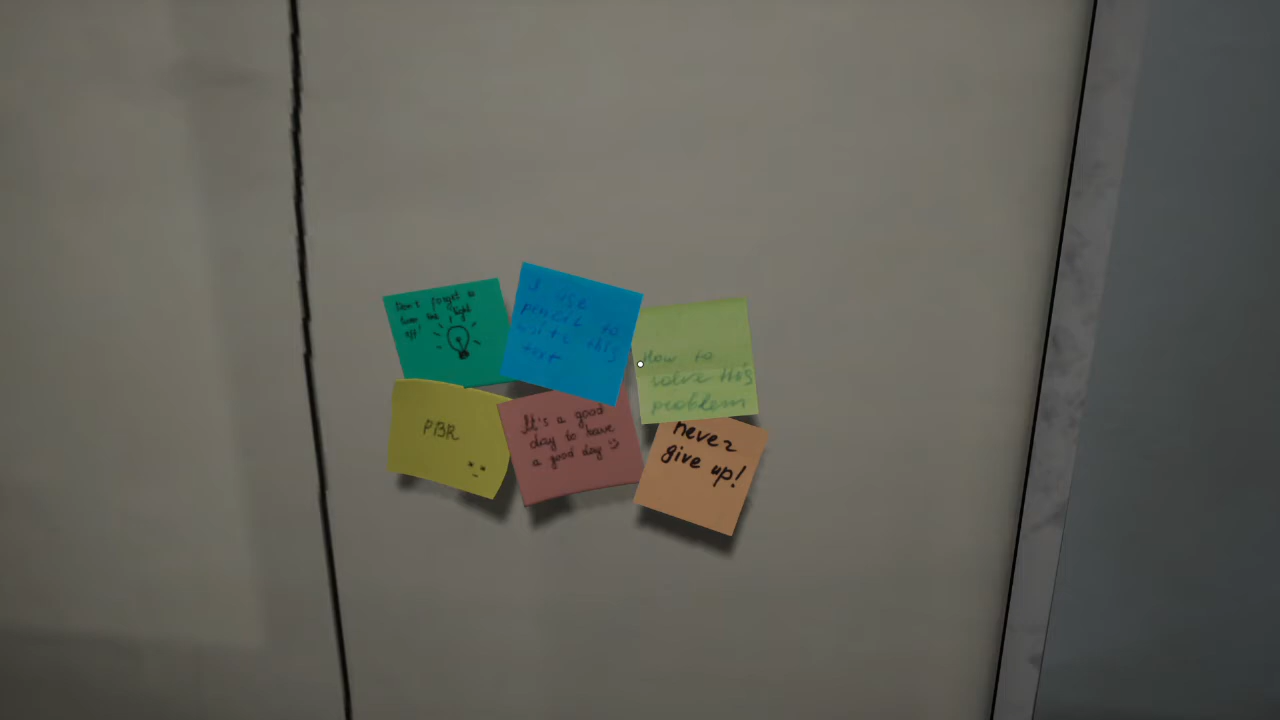 Don't forget to
turn the light
off!
I use
pencil to
write this
text
How to
solve this
problem
PBR
It's a good
day to have
a good day
never
give up!